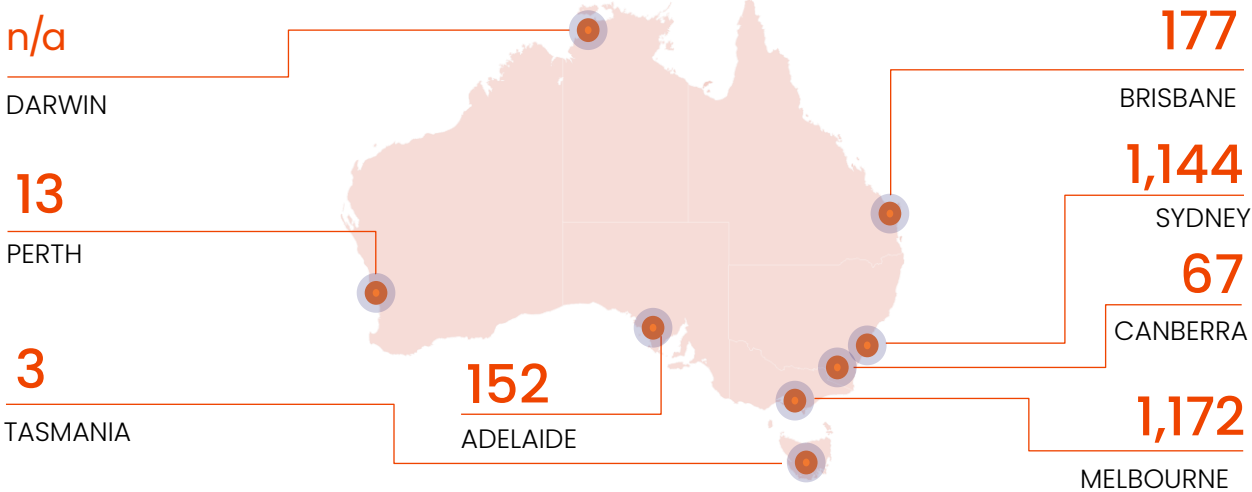 n/a
DARWIN
13
PERTH
3
TASMANIA
152
ADELAIDE
177
BRISBANE
1,144
SYDNEY
67
CANBERRA
1,172
MELBOURNE